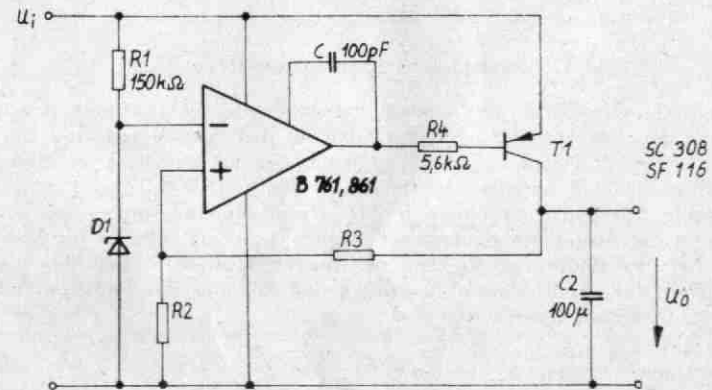 Ui
R1
150kΩ
C
100pF
R4
5,6kΩ
T1
SC 308
SF 116
B 761, 861
D1
R2
R3
C2
100µ
U0